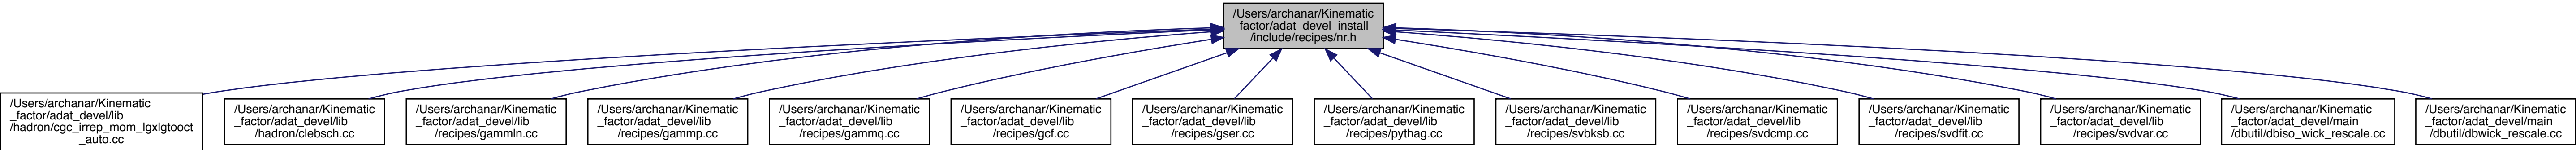 /Users/archanar/Kinematic
_factor/adat_devel_install
/include/recipes/nr.h
/Users/archanar/Kinematic
_factor/adat_devel/lib
/hadron/cgc_irrep_mom_lgxlgtooct
_auto.cc
/Users/archanar/Kinematic
_factor/adat_devel/lib
/hadron/clebsch.cc
/Users/archanar/Kinematic
_factor/adat_devel/lib
/recipes/gammln.cc
/Users/archanar/Kinematic
_factor/adat_devel/lib
/recipes/gammp.cc
/Users/archanar/Kinematic
_factor/adat_devel/lib
/recipes/gammq.cc
/Users/archanar/Kinematic
_factor/adat_devel/lib
/recipes/gcf.cc
/Users/archanar/Kinematic
_factor/adat_devel/lib
/recipes/gser.cc
/Users/archanar/Kinematic
_factor/adat_devel/lib
/recipes/pythag.cc
/Users/archanar/Kinematic
_factor/adat_devel/lib
/recipes/svbksb.cc
/Users/archanar/Kinematic
_factor/adat_devel/lib
/recipes/svdcmp.cc
/Users/archanar/Kinematic
_factor/adat_devel/lib
/recipes/svdfit.cc
/Users/archanar/Kinematic
_factor/adat_devel/lib
/recipes/svdvar.cc
/Users/archanar/Kinematic
_factor/adat_devel/main
/dbutil/dbiso_wick_rescale.cc
/Users/archanar/Kinematic
_factor/adat_devel/main
/dbutil/dbwick_rescale.cc